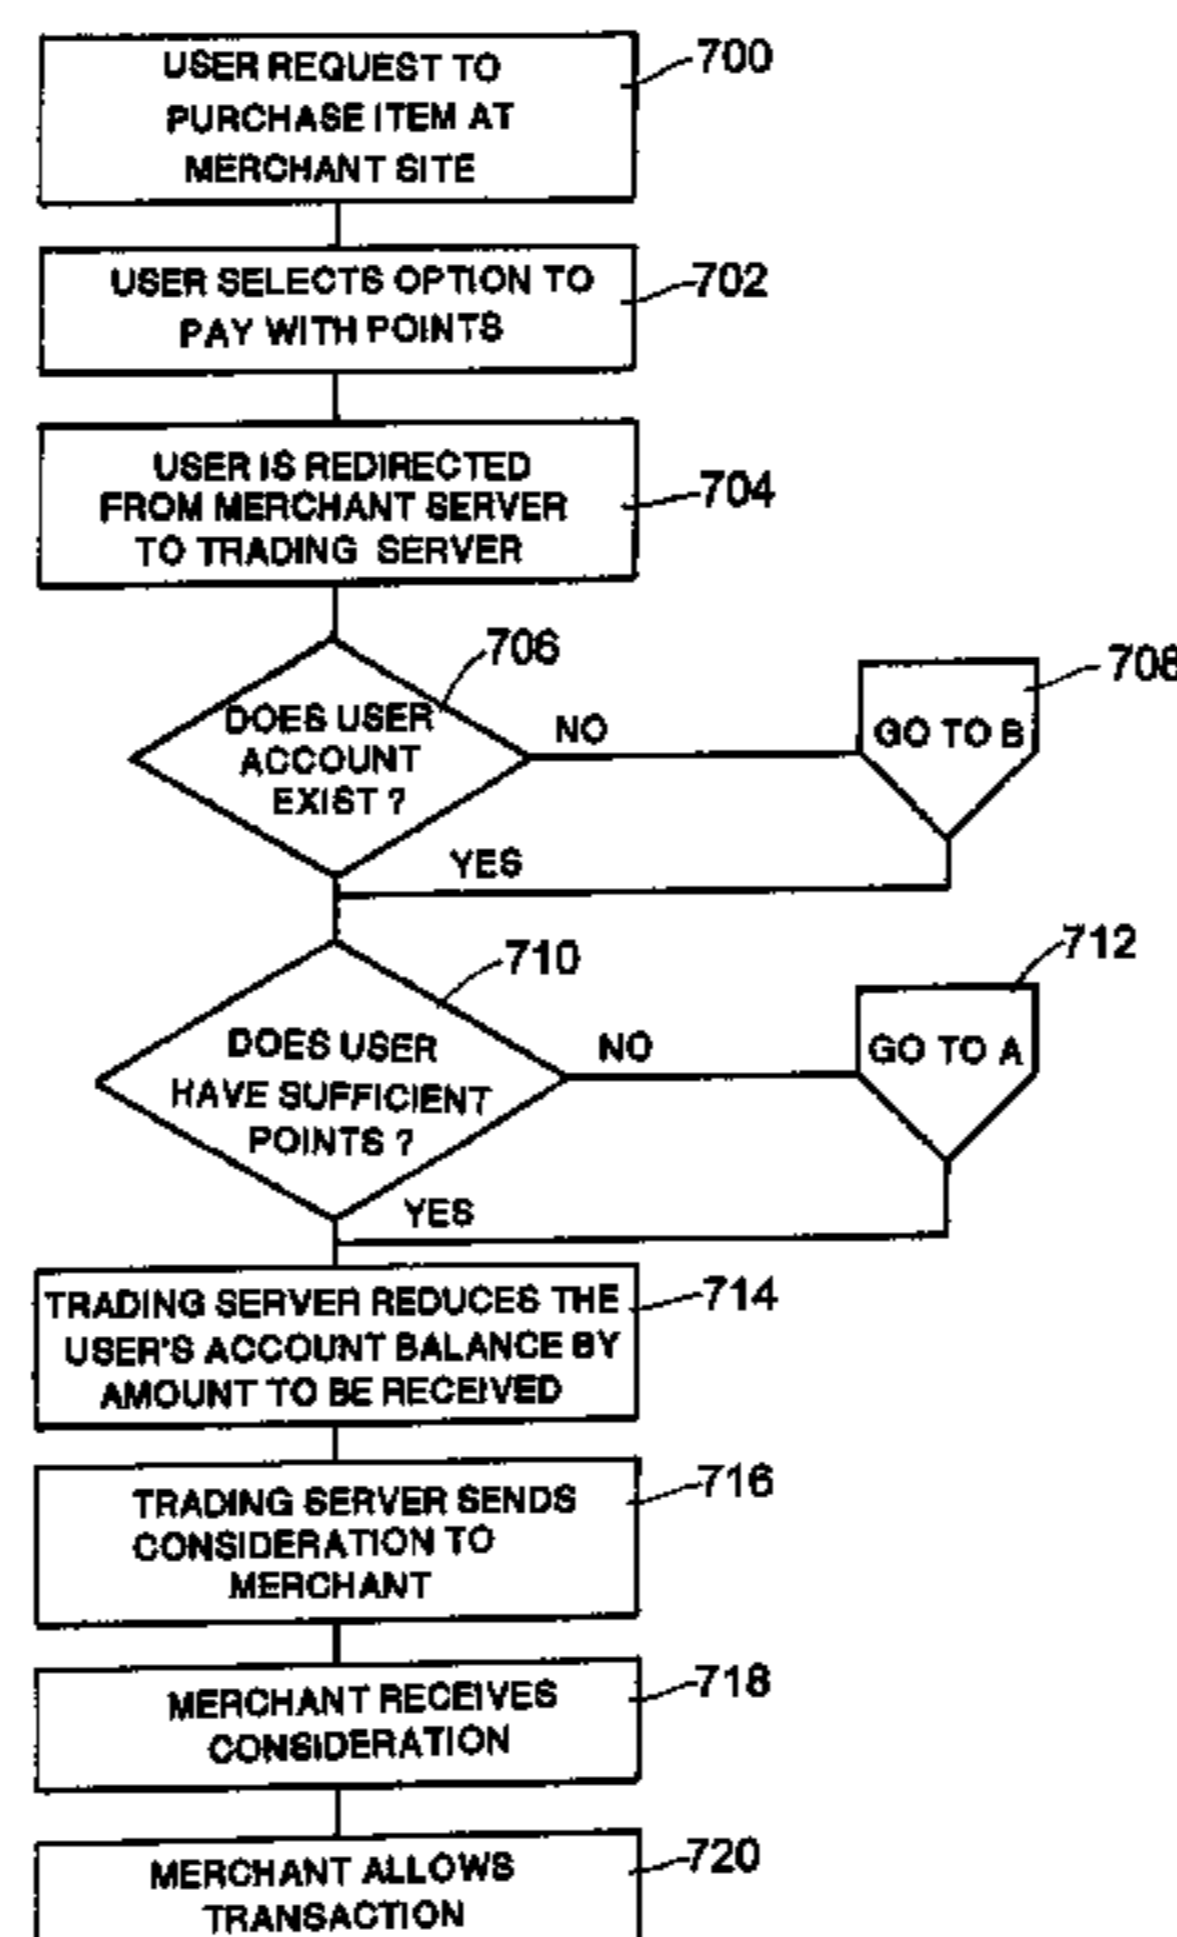 USER REQUEST TO
PURCHASE ITEM AT
MERCHANT SITE
700
USER SELECTS OPTION TO
PAY WITH POINTS
702
USER IS REDIRECTED
FROM MERCHANT SERVER
TO TRADING SERVER
704
DOES USER
ACCOUNT
EXIST ?
706
NO
GO TO B
708
YES
DOES USER
HAVE SUFFICIENT
POINTS ?
710
NO
GO TO A
712
YES
TRADING SERVER REDUCES THE
USER'S ACCOUNT BALANCE BY
AMOUNT TO BE RECEIVED
714
TRADING SERVER SENDS
CONSIDERATION TO
MERCHANT
716
MERCHANT RECEIVES
CONSIDERATION
718
MERCHANT ALLOWS
TRANSACTION
720